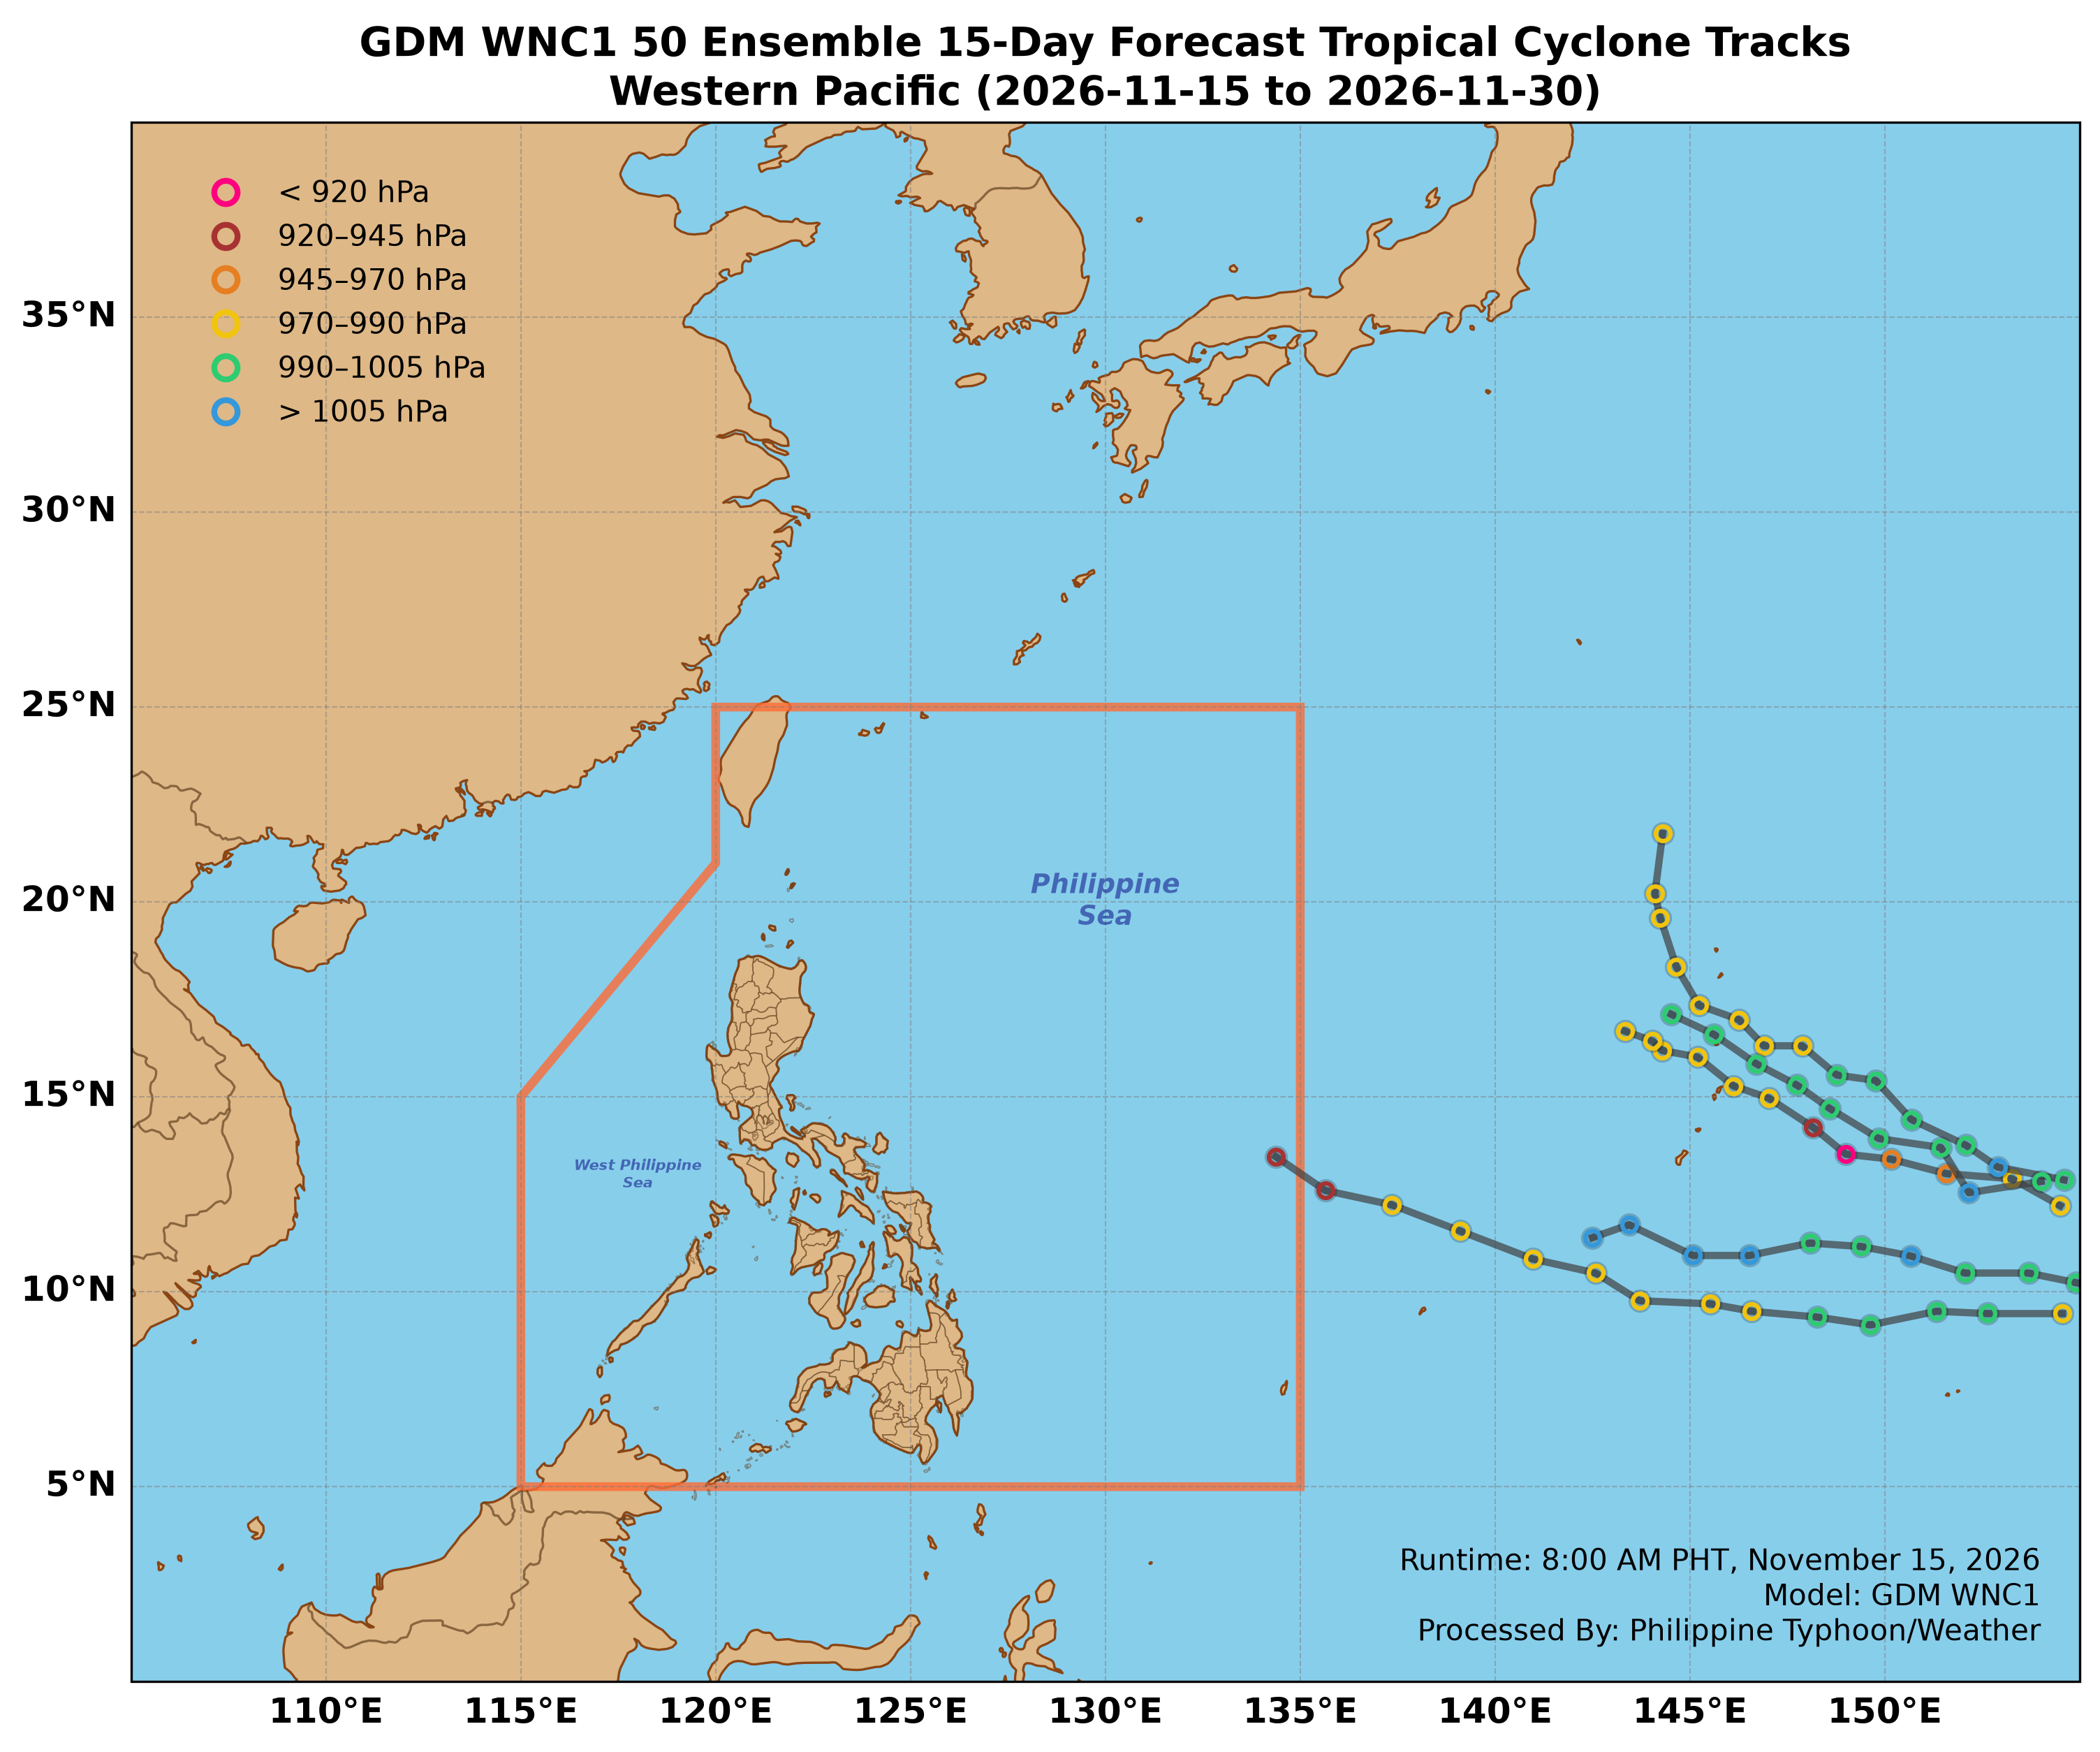 GDM WNC1 50 Ensemble 15-Day Forecast Tropical Cyclone Tracks
Western Pacific (2026-11-15 to 2026-11-30)
< 920 hPa
920–945 hPa
945–970 hPa
970–990 hPa
990–1005 hPa
> 1005 hPa
35°N
30°N
25°N
20°N
15°N
10°N
5°N
Philippine
Sea
West Philippine
Sea
Runtime: 8:00 AM PHT, November 15, 2026
Model: GDM WNC1
Processed By: Philippine Typhoon/Weather
110°E 115°E 120°E 125°E 130°E 135°E 140°E 145°E 150°E